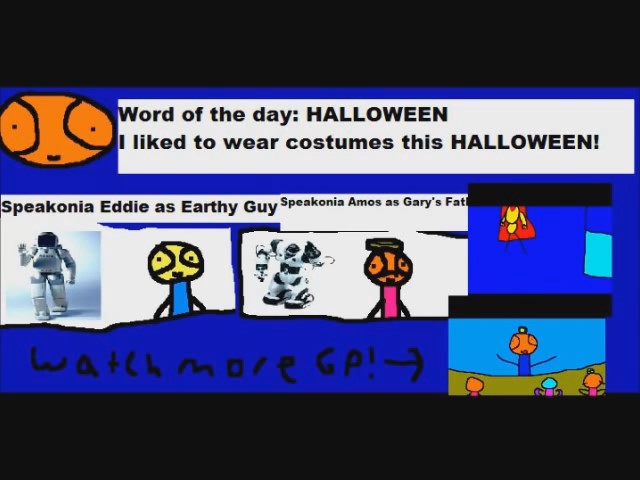 Word of the day: HALLOWEEN
I liked to wear costumes this HALLOWEEN!
Speakonia Eddie as Earthy Guy
Speakonia Amos as Gary's Fath
watch more GP!→